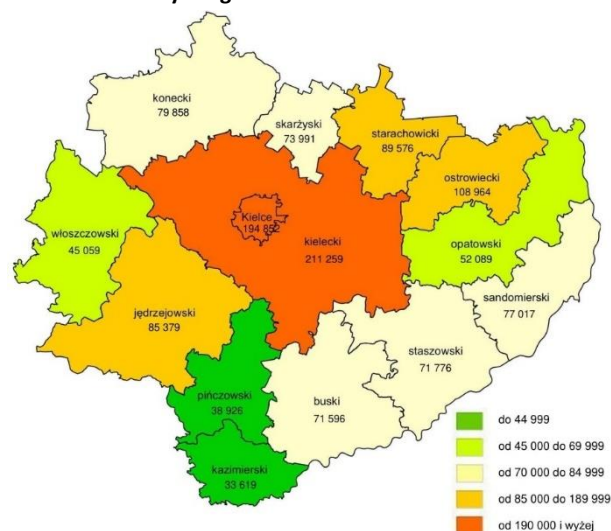 konecki
79 858
skarżyski
73 991
starachowicki
89 576
ostrowiecki
108 964
włoszczowski
45 059
Kielce
194 852
kielecki
211 259
opatowski
52 089
sandomierski
77 017
jędrzejowski
85 379
staszowski
71 776
pińczowski
38 926
buski
71 596
kazimierski
33 619
do 44 999
od 45 000 do 69 999
od 70 000 do 84 999
od 85 000 do 189 999
od 190 000 i wyżej